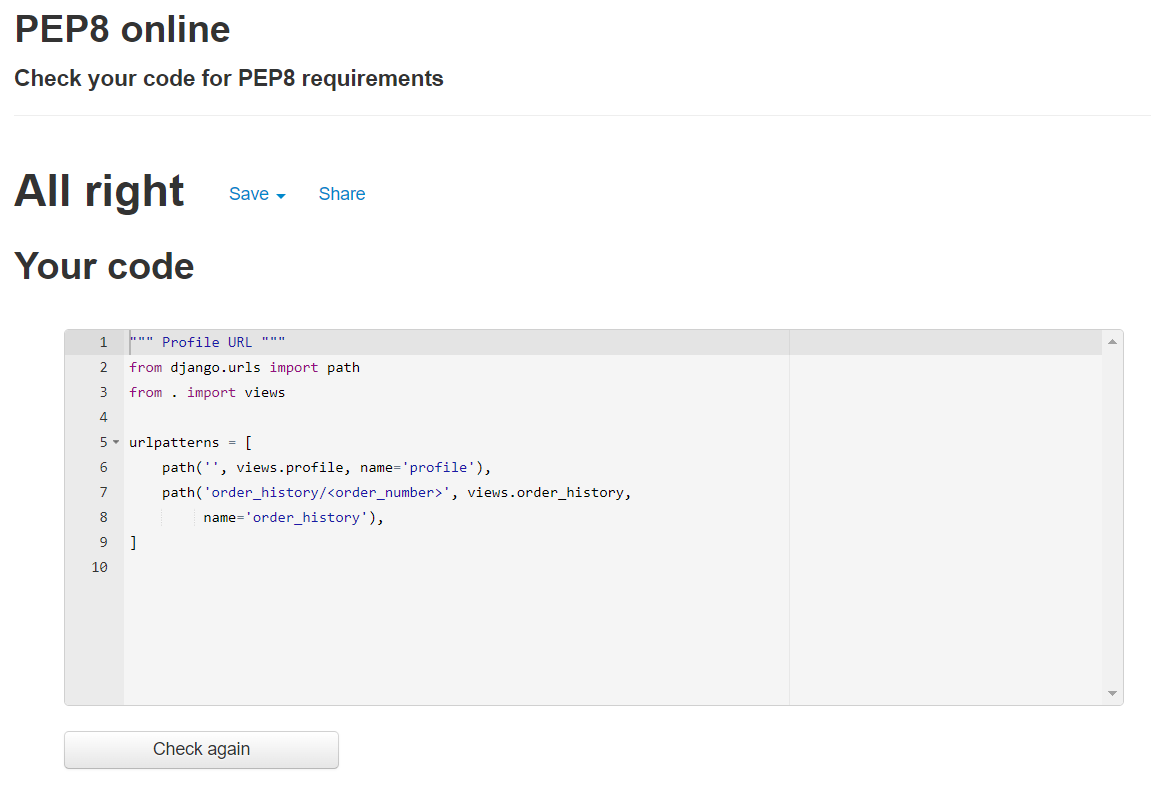 PEP8 online
Check your code for PEP8 requirements
All right Save Share
Your code
1 """ Profile URL """
2 from django.urls import path
3 from . import views
4
5 urlpatterns = [
6     path('', views.profile, name='profile'),
7     path('order_history/<order_number>', views.order_history,
8          name='order_history'),
9 ]
10
Check again